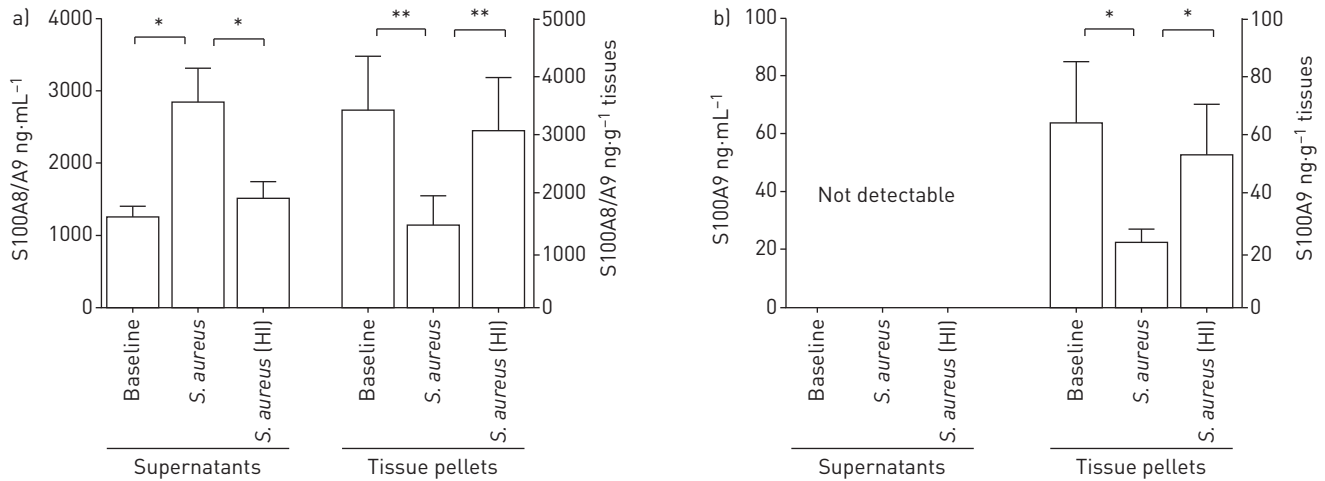 a)
S100A8/A9 ng·mL⁻¹
4000
3000
2000
1000
0
* * ** **
5000
4000
3000
2000
1000
0
S100A8/A9 ng·g⁻¹ tissues
Baseline
S. aureus
S. aureus (HI)
Baseline
S. aureus
S. aureus (HI)
Supernatants
Tissue pellets
b)
S100A9 ng·mL⁻¹
100
80
60
40
20
0
Not detectable
* *
100
80
60
40
20
0
S100A9 ng·g⁻¹ tissues
Baseline
S. aureus
S. aureus (HI)
Baseline
S. aureus
S. aureus (HI)
Supernatants
Tissue pellets